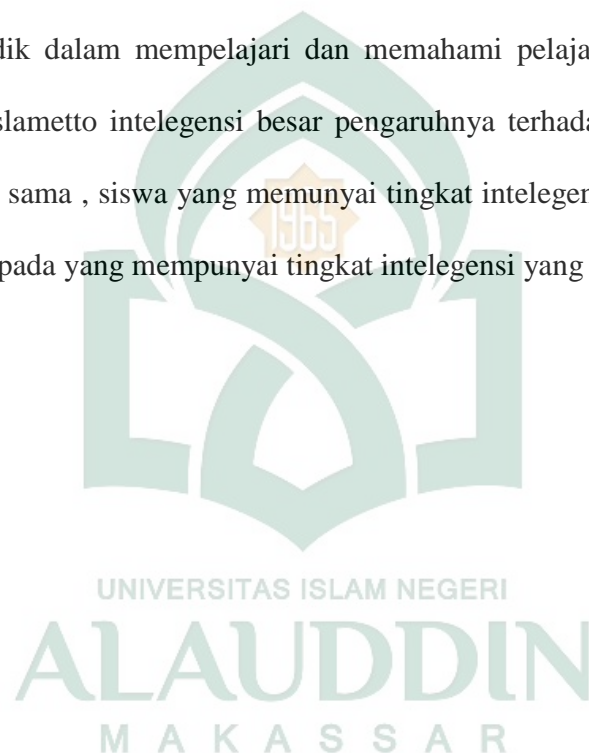 dik dalam mempelajari dan memahami pelaja
slametto intelegensi besar pengaruhnya terhada
sama , siswa yang memunyai tingkat intelegen
pada yang mempunyai tingkat intelegensi yang
1965
UNIVERSITAS ISLAM NEGERI
ALAUDDIN
MAKASSAR